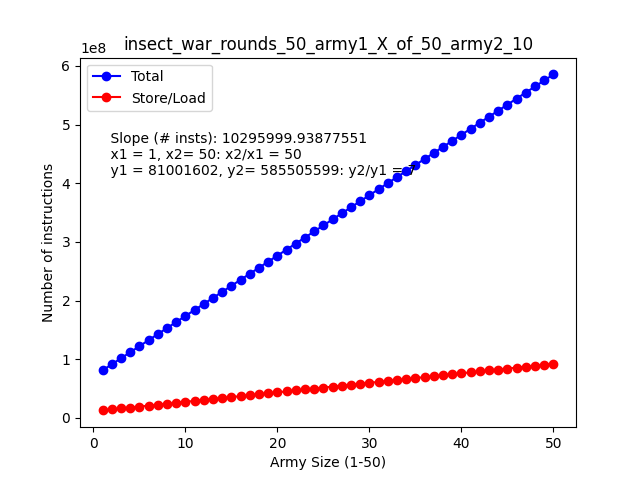 insect_war_rounds_50_army1_X_of_50_army2_10
1e8
Total
Store/Load
Slope (# insts): 10295999.93877551
x1 = 1, x2= 50: x2/x1 = 50
y1 = 81001602, y2= 585505599: y2/y1 = 7
Number of instructions
6
5
4
3
2
1
0
0 10 20 30 40 50
Army Size (1-50)